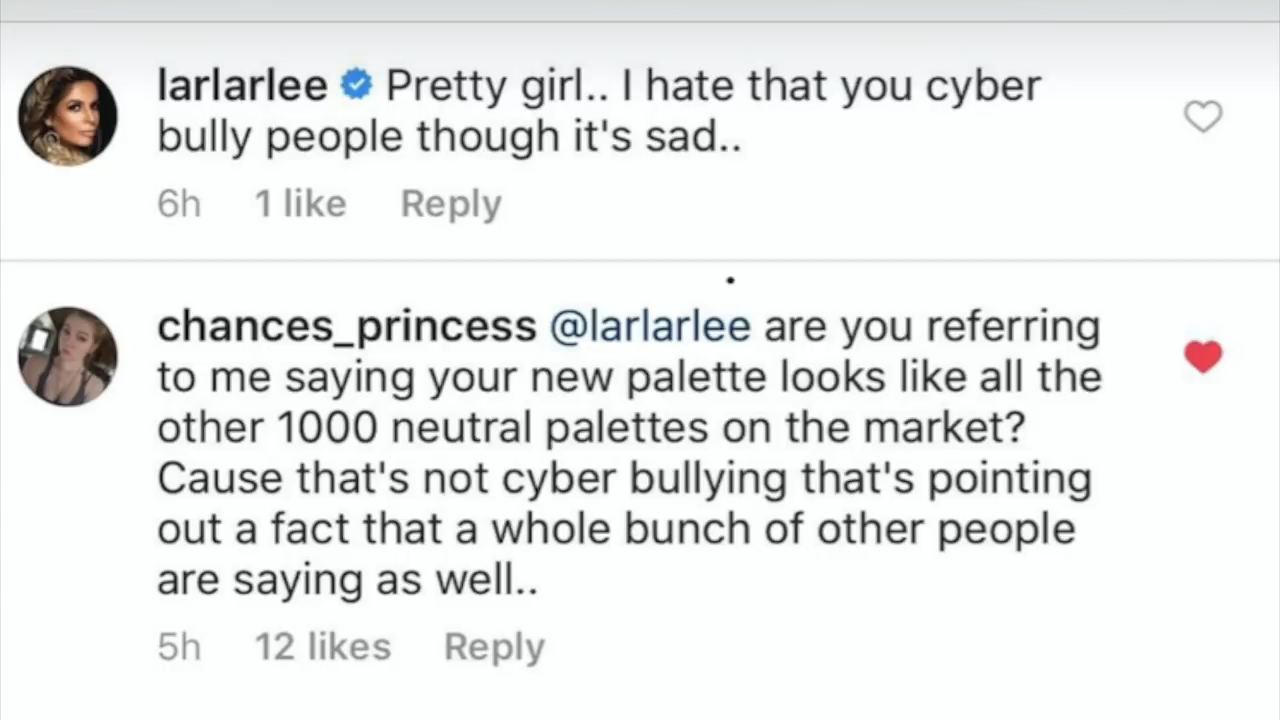 larlarlee Pretty girl.. I hate that you cyber
bully people though it's sad..
6h 1 like Reply
chances_princess @larlarlee are you referring
to me saying your new palette looks like all the
other 1000 neutral palettes on the market?
Cause that's not cyber bullying that's pointing
out a fact that a whole bunch of other people
are saying as well..
5h 12 likes Reply